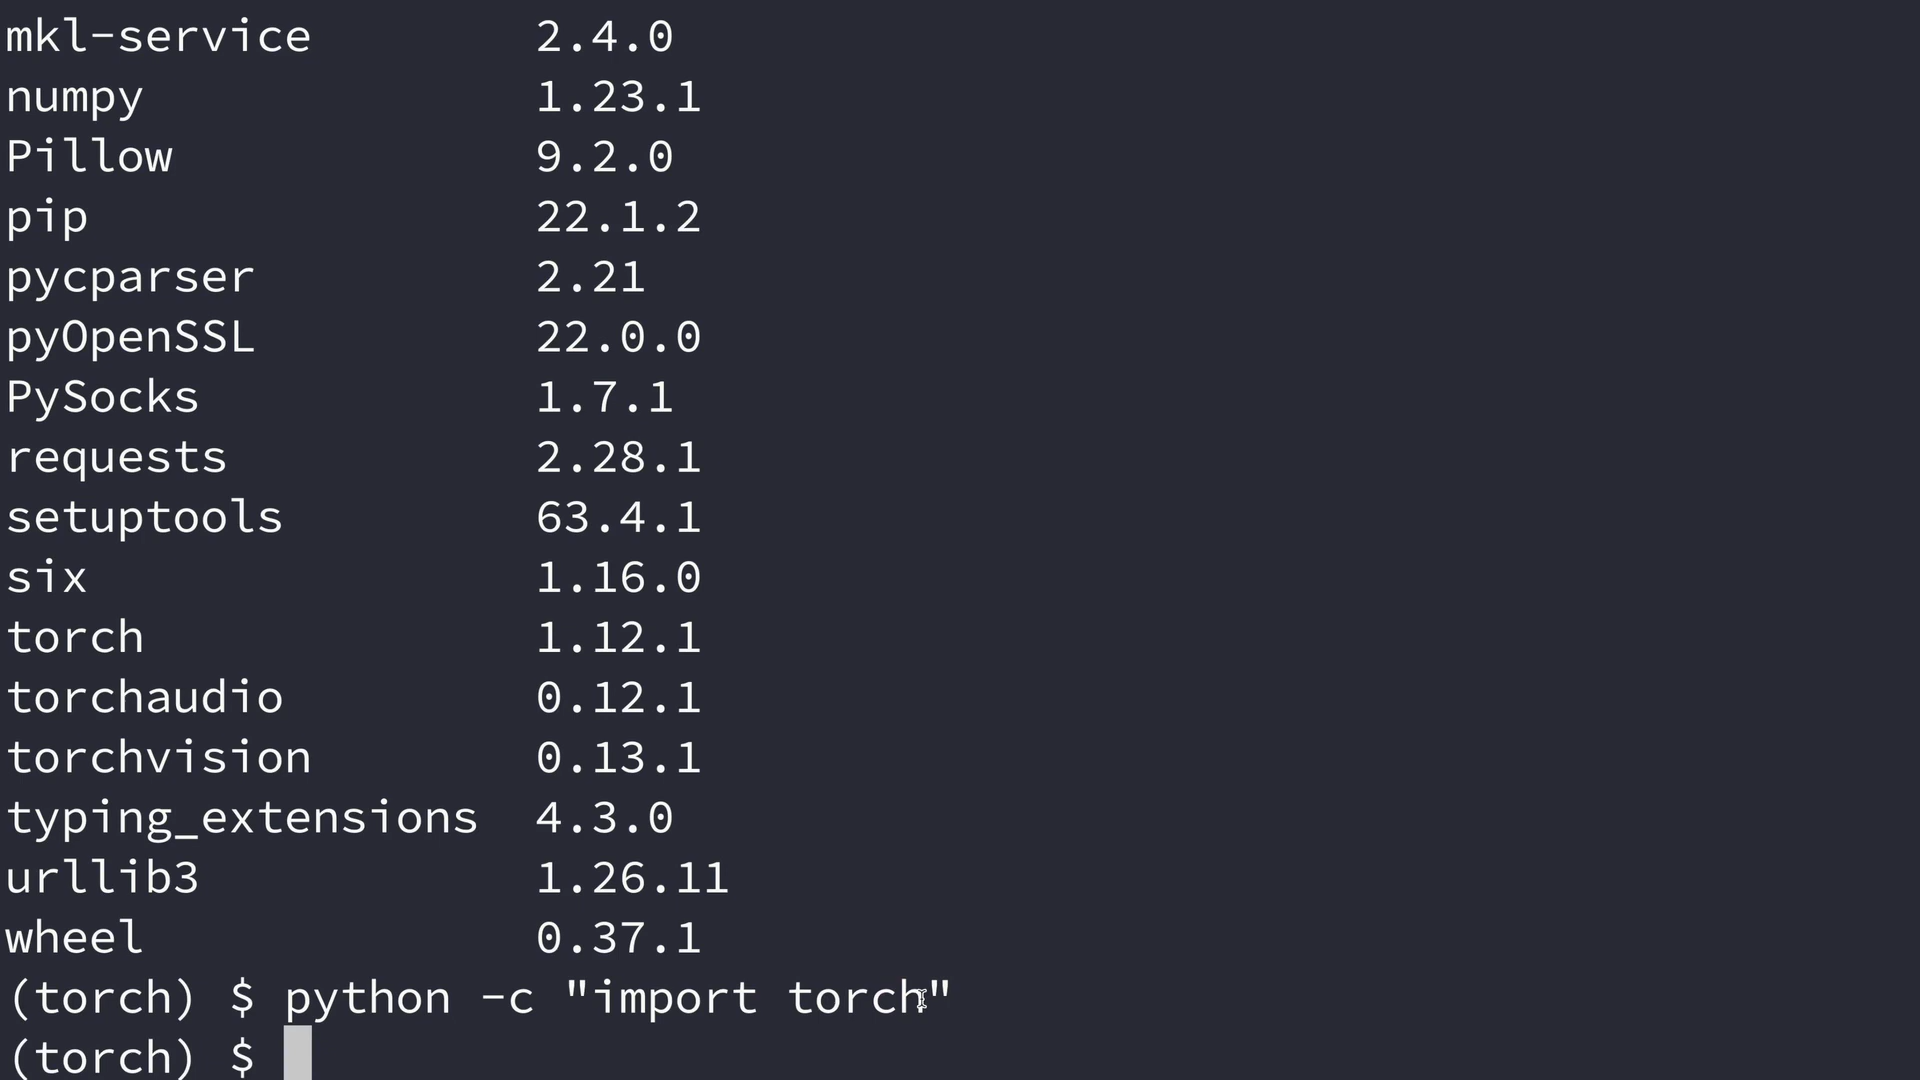 mkl-service 2.4.0
numpy 1.23.1
Pillow 9.2.0
pip 22.1.2
pycparser 2.21
pyOpenSSL 22.0.0
PySocks 1.7.1
requests 2.28.1
setuptools 63.4.1
six 1.16.0
torch 1.12.1
torchaudio 0.12.1
torchvision 0.13.1
typing_extensions 4.3.0
urllib3 1.26.11
wheel 0.37.1
(torch) $ python -c "import torch"
(torch) $